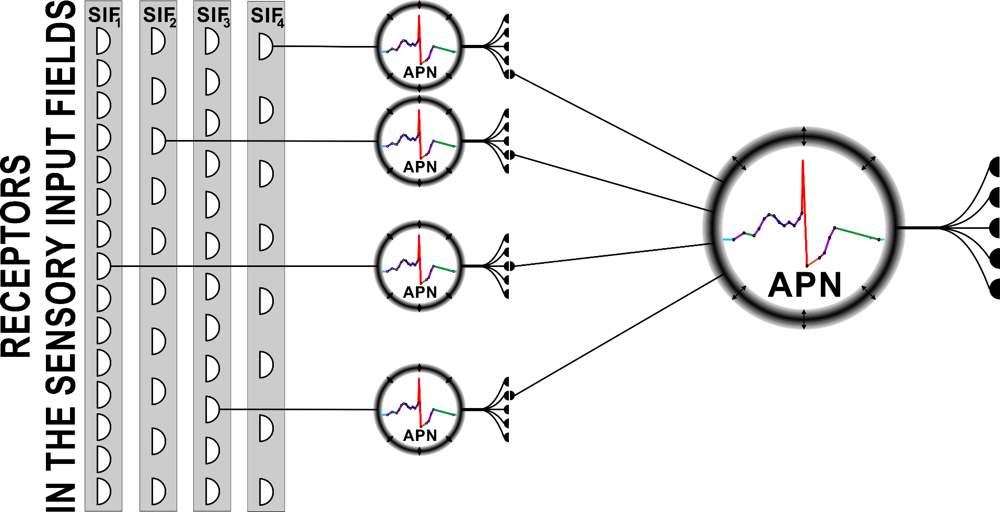 RECEPTORS
IN THE SENSORY INPUT FIELDS
SIF1
SIF2
SIF3
SIF4
APN
APN
APN
APN
APN